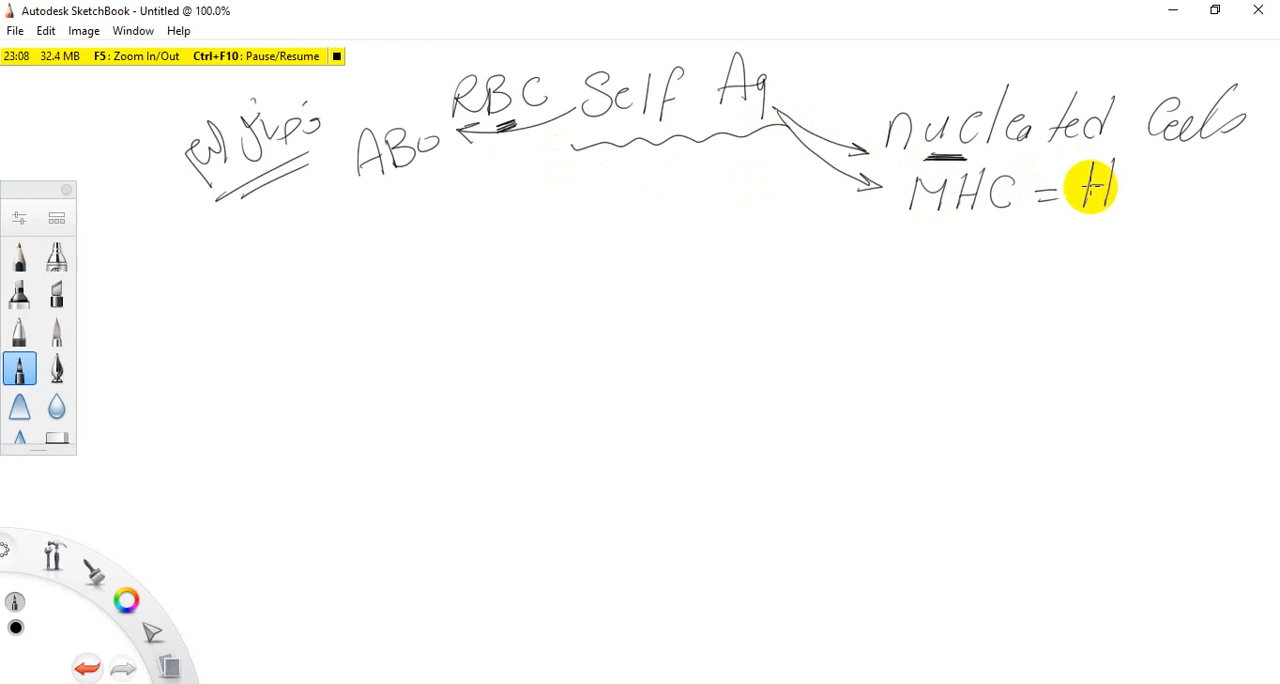 Autodesk SketchBook - Untitled @ 100.0%
File Edit Image Window Help
23:08 32.4 MB F5: Zoom In/Out Ctrl+F10: Pause/Resume
RBC Self Ag
ABO
nucleated Cells
MHC = H